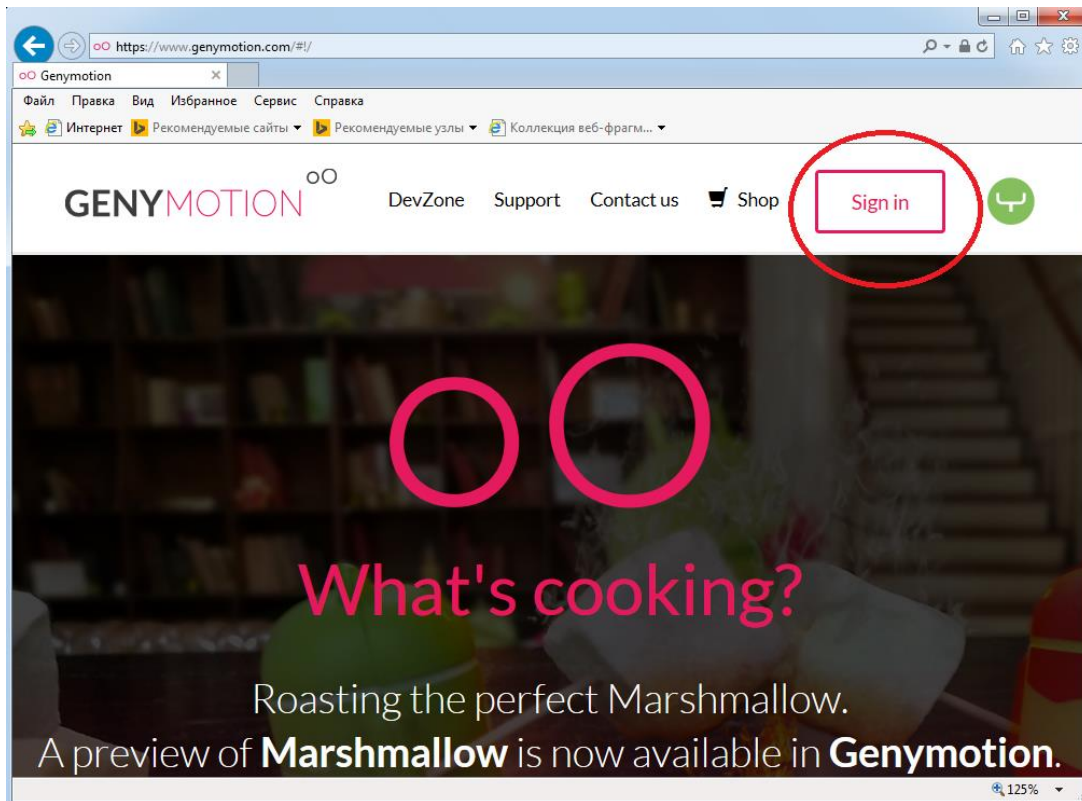 https://www.genymotion.com/#!/
Genymotion
Файл Правка Вид Избранное Сервис Справка
Интернет Рекомендуемые сайты Рекомендуемые узлы Коллекция веб-фрагм...
GENYMOTION
DevZone Support Contact us Shop Sign in
What's cooking?
Roasting the perfect Marshmallow.
A preview of Marshmallow is now available in Genymotion.
125%